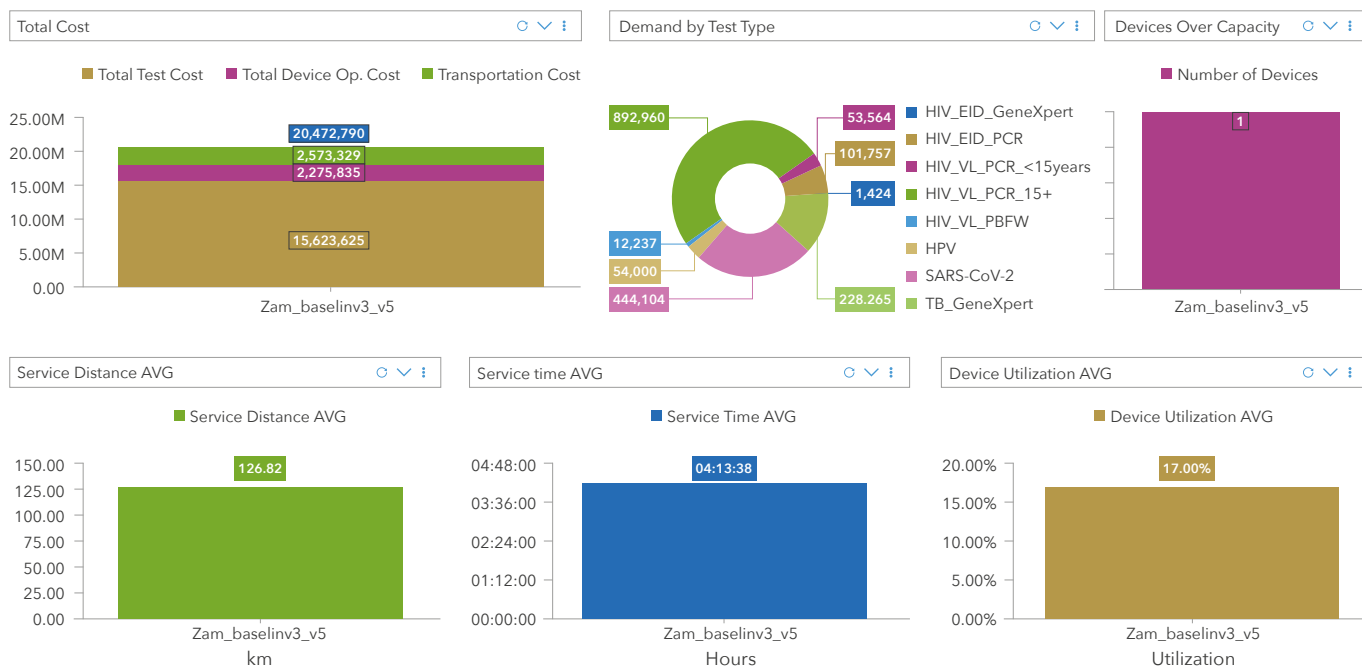 Total Cost
Total Test Cost
Total Device Op. Cost
Transportation Cost
25.00M
20.00M
15.00M
10.00M
5.00M
0.00
20,472,790
2,573,329
2,275,835
15,623,625
Zam_baselinv3_v5
Demand by Test Type
892,960
12,237
54,000
444,104
53,564
101,757
1,424
228.265
HIV_EID_GeneXpert
HIV_EID_PCR
HIV_VL_PCR_<15years
HIV_VL_PCR_15+
HIV_VL_PBFW
HPV
SARS-CoV-2
TB_GeneXpert
Devices Over Capacity
Number of Devices
1
Zam_baselinv3_v5
Service Distance AVG
Service Distance AVG
150.00
125.00
100.00
75.00
50.00
25.00
0.00
126.82
Zam_baselinv3_v5
km
Service time AVG
Service Time AVG
04:48:00
03:36:00
02:24:00
01:12:00
00:00:00
04:13:38
Zam_baselinv3_v5
Hours
Device Utilization AVG
Device Utilization AVG
20.00%
15.00%
10.00%
5.00%
0.00%
17.00%
Zam_baselinv3_v5
Utilization